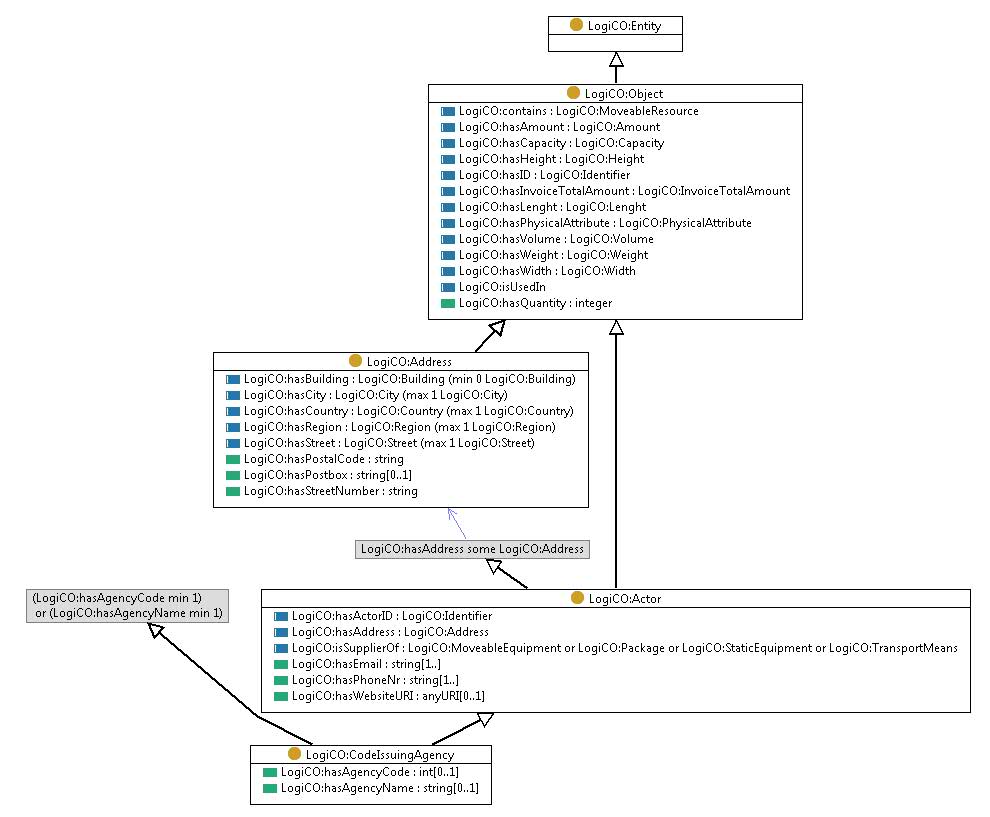 LogiCO:Entity
LogiCO:Object
LogiCO:contains : LogiCO:MoveableResource
LogiCO:hasAmount : LogiCO:Amount
LogiCO:hasCapacity : LogiCO:Capacity
LogiCO:hasHeight : LogiCO:Height
LogiCO:hasID : LogiCO:Identifier
LogiCO:hasInvoiceTotalAmount : LogiCO:InvoiceTotalAmount
LogiCO:hasLenght : LogiCO:Lenght
LogiCO:hasPhysicalAttribute : LogiCO:PhysicalAttribute
LogiCO:hasVolume : LogiCO:Volume
LogiCO:hasWeight : LogiCO:Weight
LogiCO:hasWidth : LogiCO:Width
LogiCO:isUsedIn
LogiCO:hasQuantity : integer
LogiCO:Address
LogiCO:hasBuilding : LogiCO:Building (min 0 LogiCO:Building)
LogiCO:hasCity : LogiCO:City (max 1 LogiCO:City)
LogiCO:hasCountry : LogiCO:Country (max 1 LogiCO:Country)
LogiCO:hasRegion : LogiCO:Region (max 1 LogiCO:Region)
LogiCO:hasStreet : LogiCO:Street (max 1 LogiCO:Street)
LogiCO:hasPostalCode : string
LogiCO:hasPostbox : string[0..1]
LogiCO:hasStreetNumber : string
LogiCO:hasAddress some LogiCO:Address
(LogiCO:hasAgencyCode min 1)
or (LogiCO:hasAgencyName min 1)
LogiCO:Actor
LogiCO:hasActorID : LogiCO:Identifier
LogiCO:hasAddress : LogiCO:Address
LogiCO:isSupplierOf : LogiCO:MoveableEquipment or LogiCO:Package or LogiCO:StaticEquipment or LogiCO:TransportMeans
LogiCO:hasEmail : string[1..]
LogiCO:hasPhoneNr : string[1..]
LogiCO:hasWebsiteURI : anyURI[0..1]
LogiCO:CodeIssuingAgency
LogiCO:hasAgencyCode : int[0..1]
LogiCO:hasAgencyName : string[0..1]